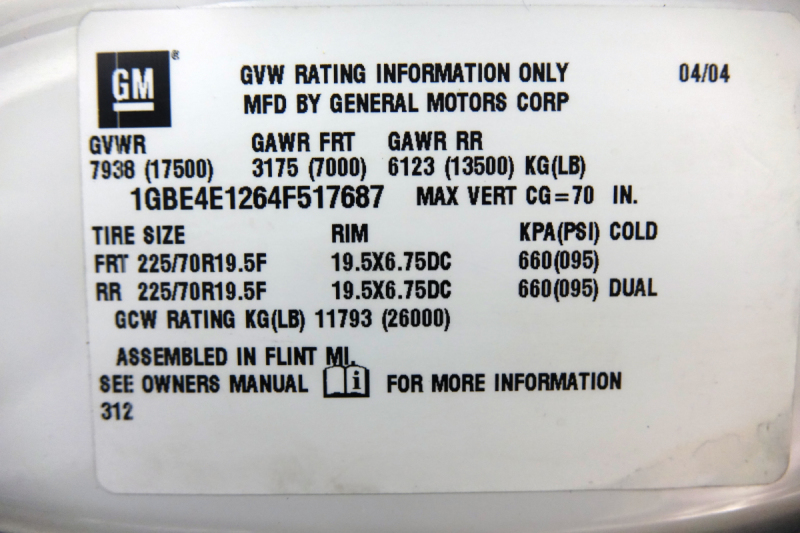 GM ®
GVW RATING INFORMATION ONLY 04/04
MFD BY GENERAL MOTORS CORP
GVWR GAWR FRT GAWR RR
7938 (17500) 3175 (7000) 6123 (13500) KG(LB)
1GBE4E1264F517687 MAX VERT CG=70 IN.
TIRE SIZE RIM KPA(PSI) COLD
FRT 225/70R19.5F 19.5X6.75DC 660(095)
RR 225/70R19.5F 19.5X6.75DC 660(095) DUAL
GCW RATING KG(LB) 11793 (26000)
ASSEMBLED IN FLINT MI.
SEE OWNERS MANUAL i FOR MORE INFORMATION
312